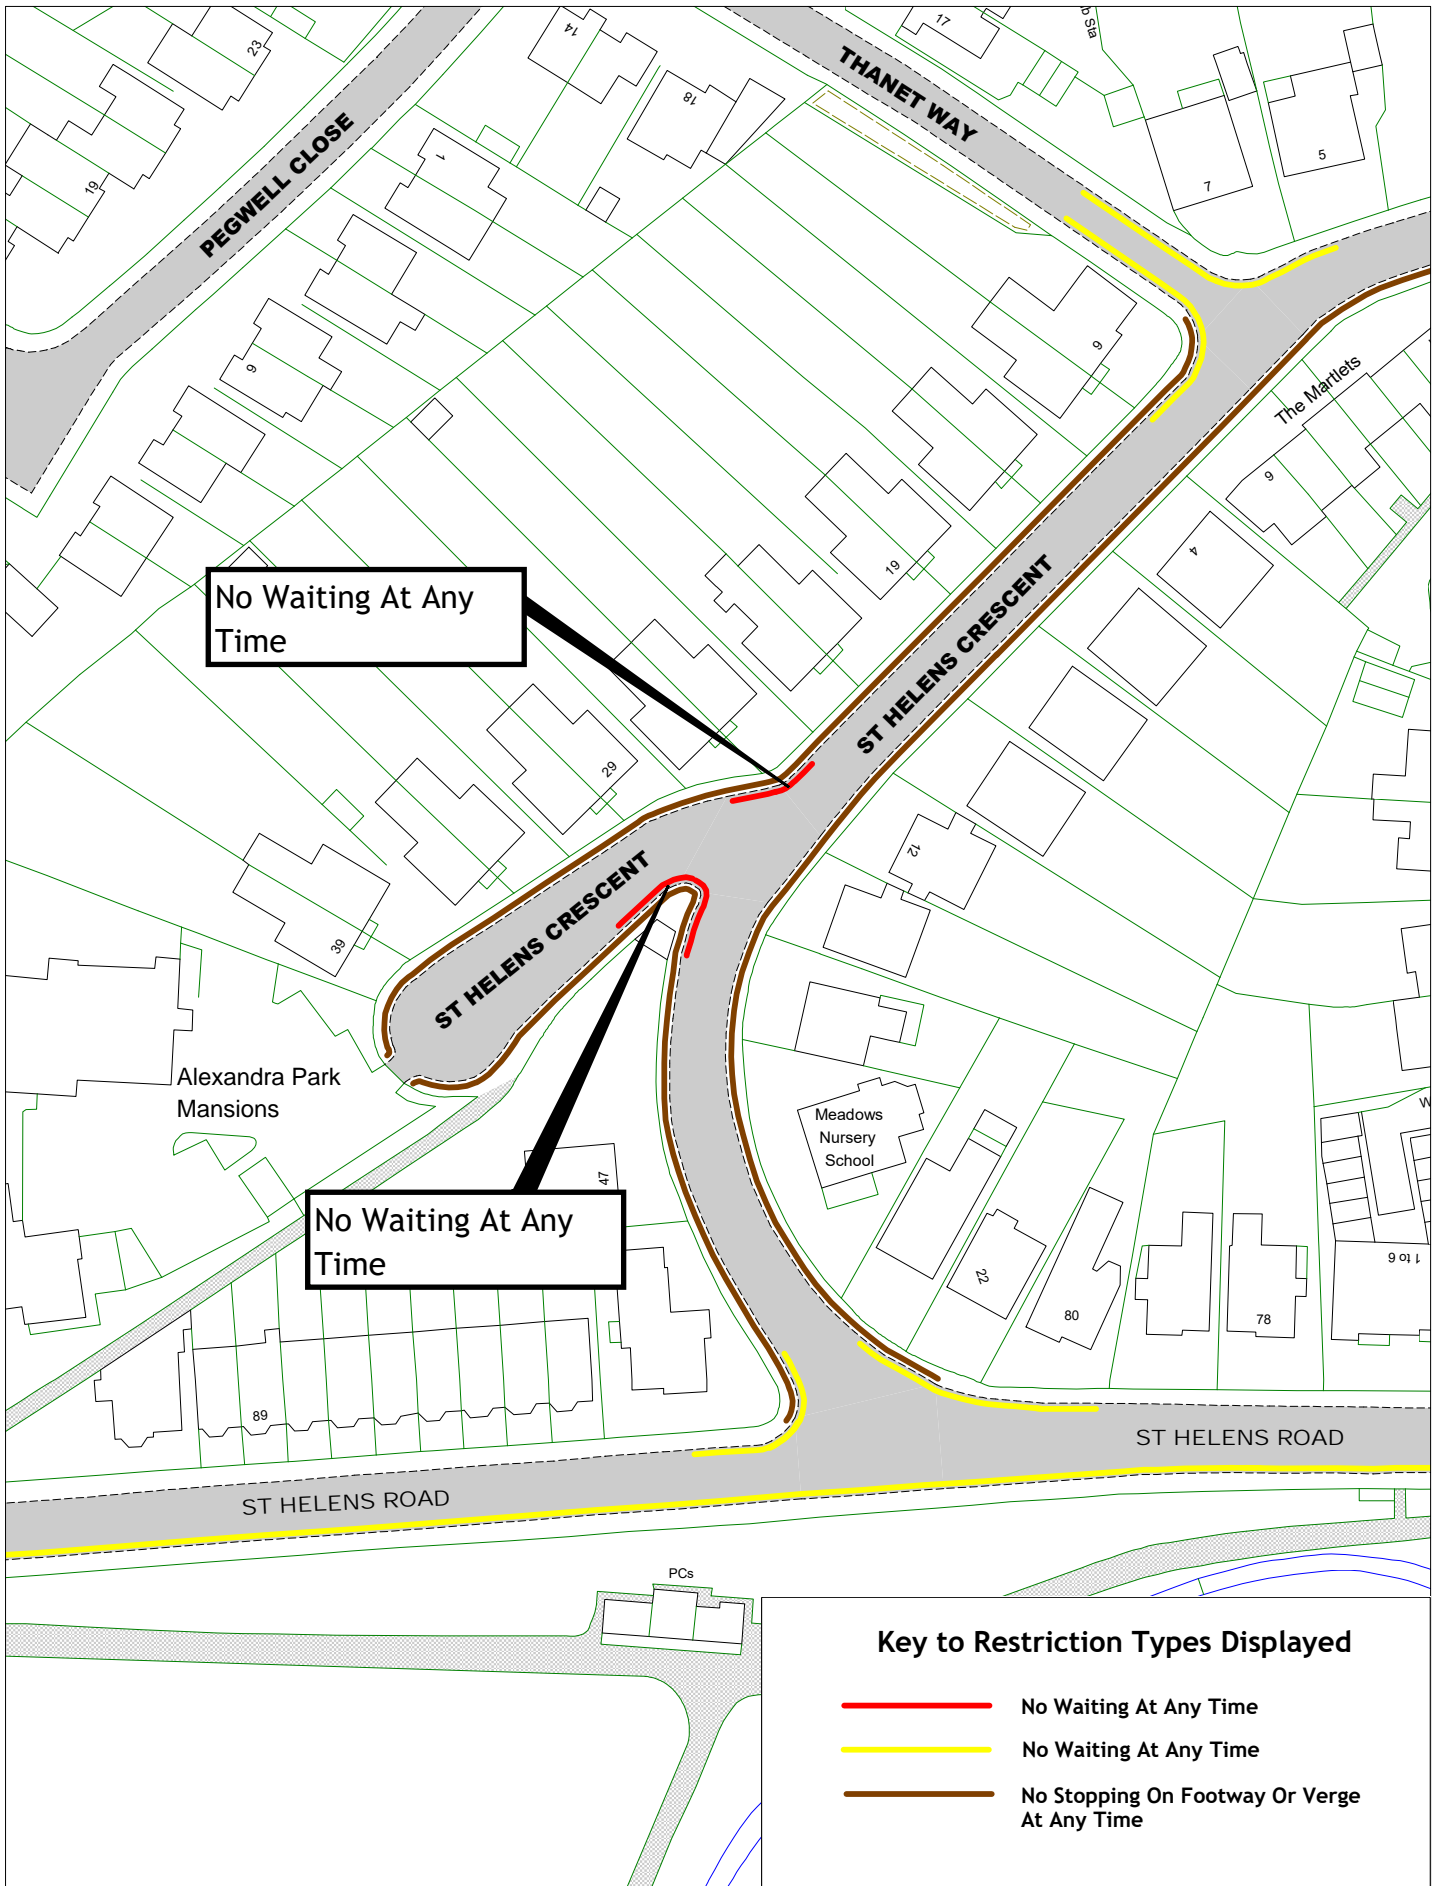 17
b Sta
14
23
THANET WAY
18
PEGWELL CLOSE
1
5
19
7
9
9
The Martlets
9
4
19
No Waiting At Any
Time
ST HELENS CRESCENT
29
12
ST HELENS CRESCENT
39
Alexandra Park
Mansions
Meadows
Nursery
School
47
No Waiting At Any
Time
22
80
78
1 to 6
W
89
ST HELENS ROAD
ST HELENS ROAD
PCs
Key to Restriction Types Displayed
No Waiting At Any Time
No Waiting At Any Time
No Stopping On Footway Or Verge
At Any Time